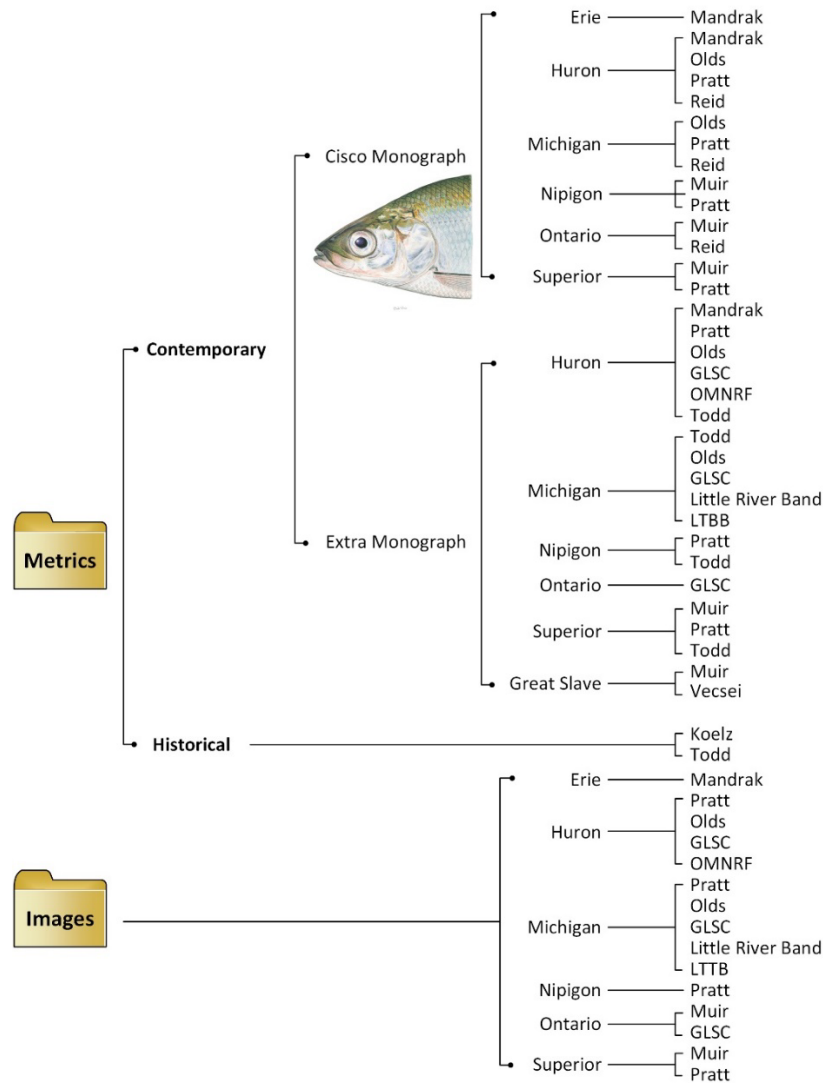 Erie
Mandrak
Huron
Mandrak
Olds
Pratt
Reid
Cisco Monograph
Michigan
Olds
Pratt
Reid
Nipigon
Muir
Pratt
Ontario
Muir
Reid
Superior
Muir
Pratt
Contemporary
Huron
Mandrak
Pratt
Olds
GLSC
OMNRF
Todd
Extra Monograph
Michigan
Todd
Olds
GLSC
Little River Band
LTBB
Nipigon
Pratt
Todd
Ontario
GLSC
Superior
Muir
Pratt
Todd
Great Slave
Muir
Vecsei
Metrics
Historical
Koelz
Todd
Erie
Mandrak
Huron
Pratt
Olds
GLSC
OMNRF
Images
Michigan
Pratt
Olds
GLSC
Little River Band
LTTB
Nipigon
Pratt
Ontario
Muir
GLSC
Superior
Muir
Pratt